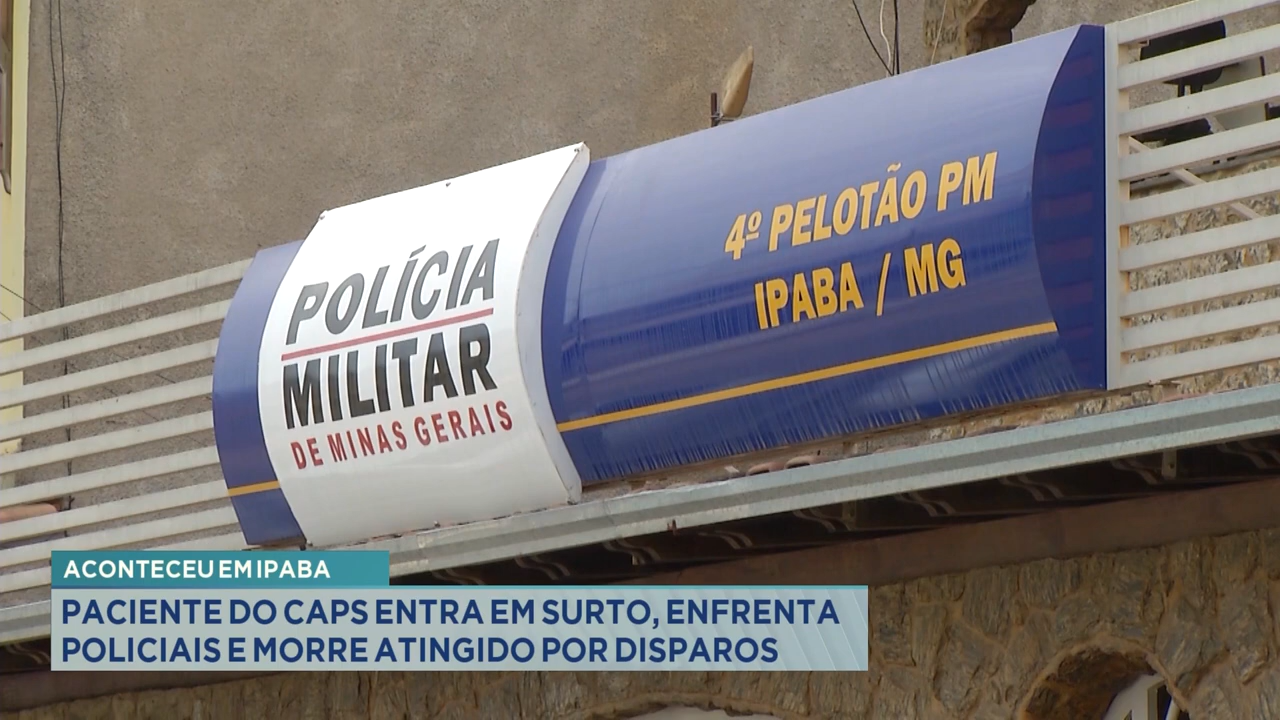 POLÍCIA
MILITAR
DE MINAS GERAIS
4º PELOTÃO PM
IPABA / MG
ACONTECEU EM IPABA
PACIENTE DO CAPS ENTRA EM SURTO, ENFRENTA
POLICIAIS E MORRE ATINGIDO POR DISPAROS